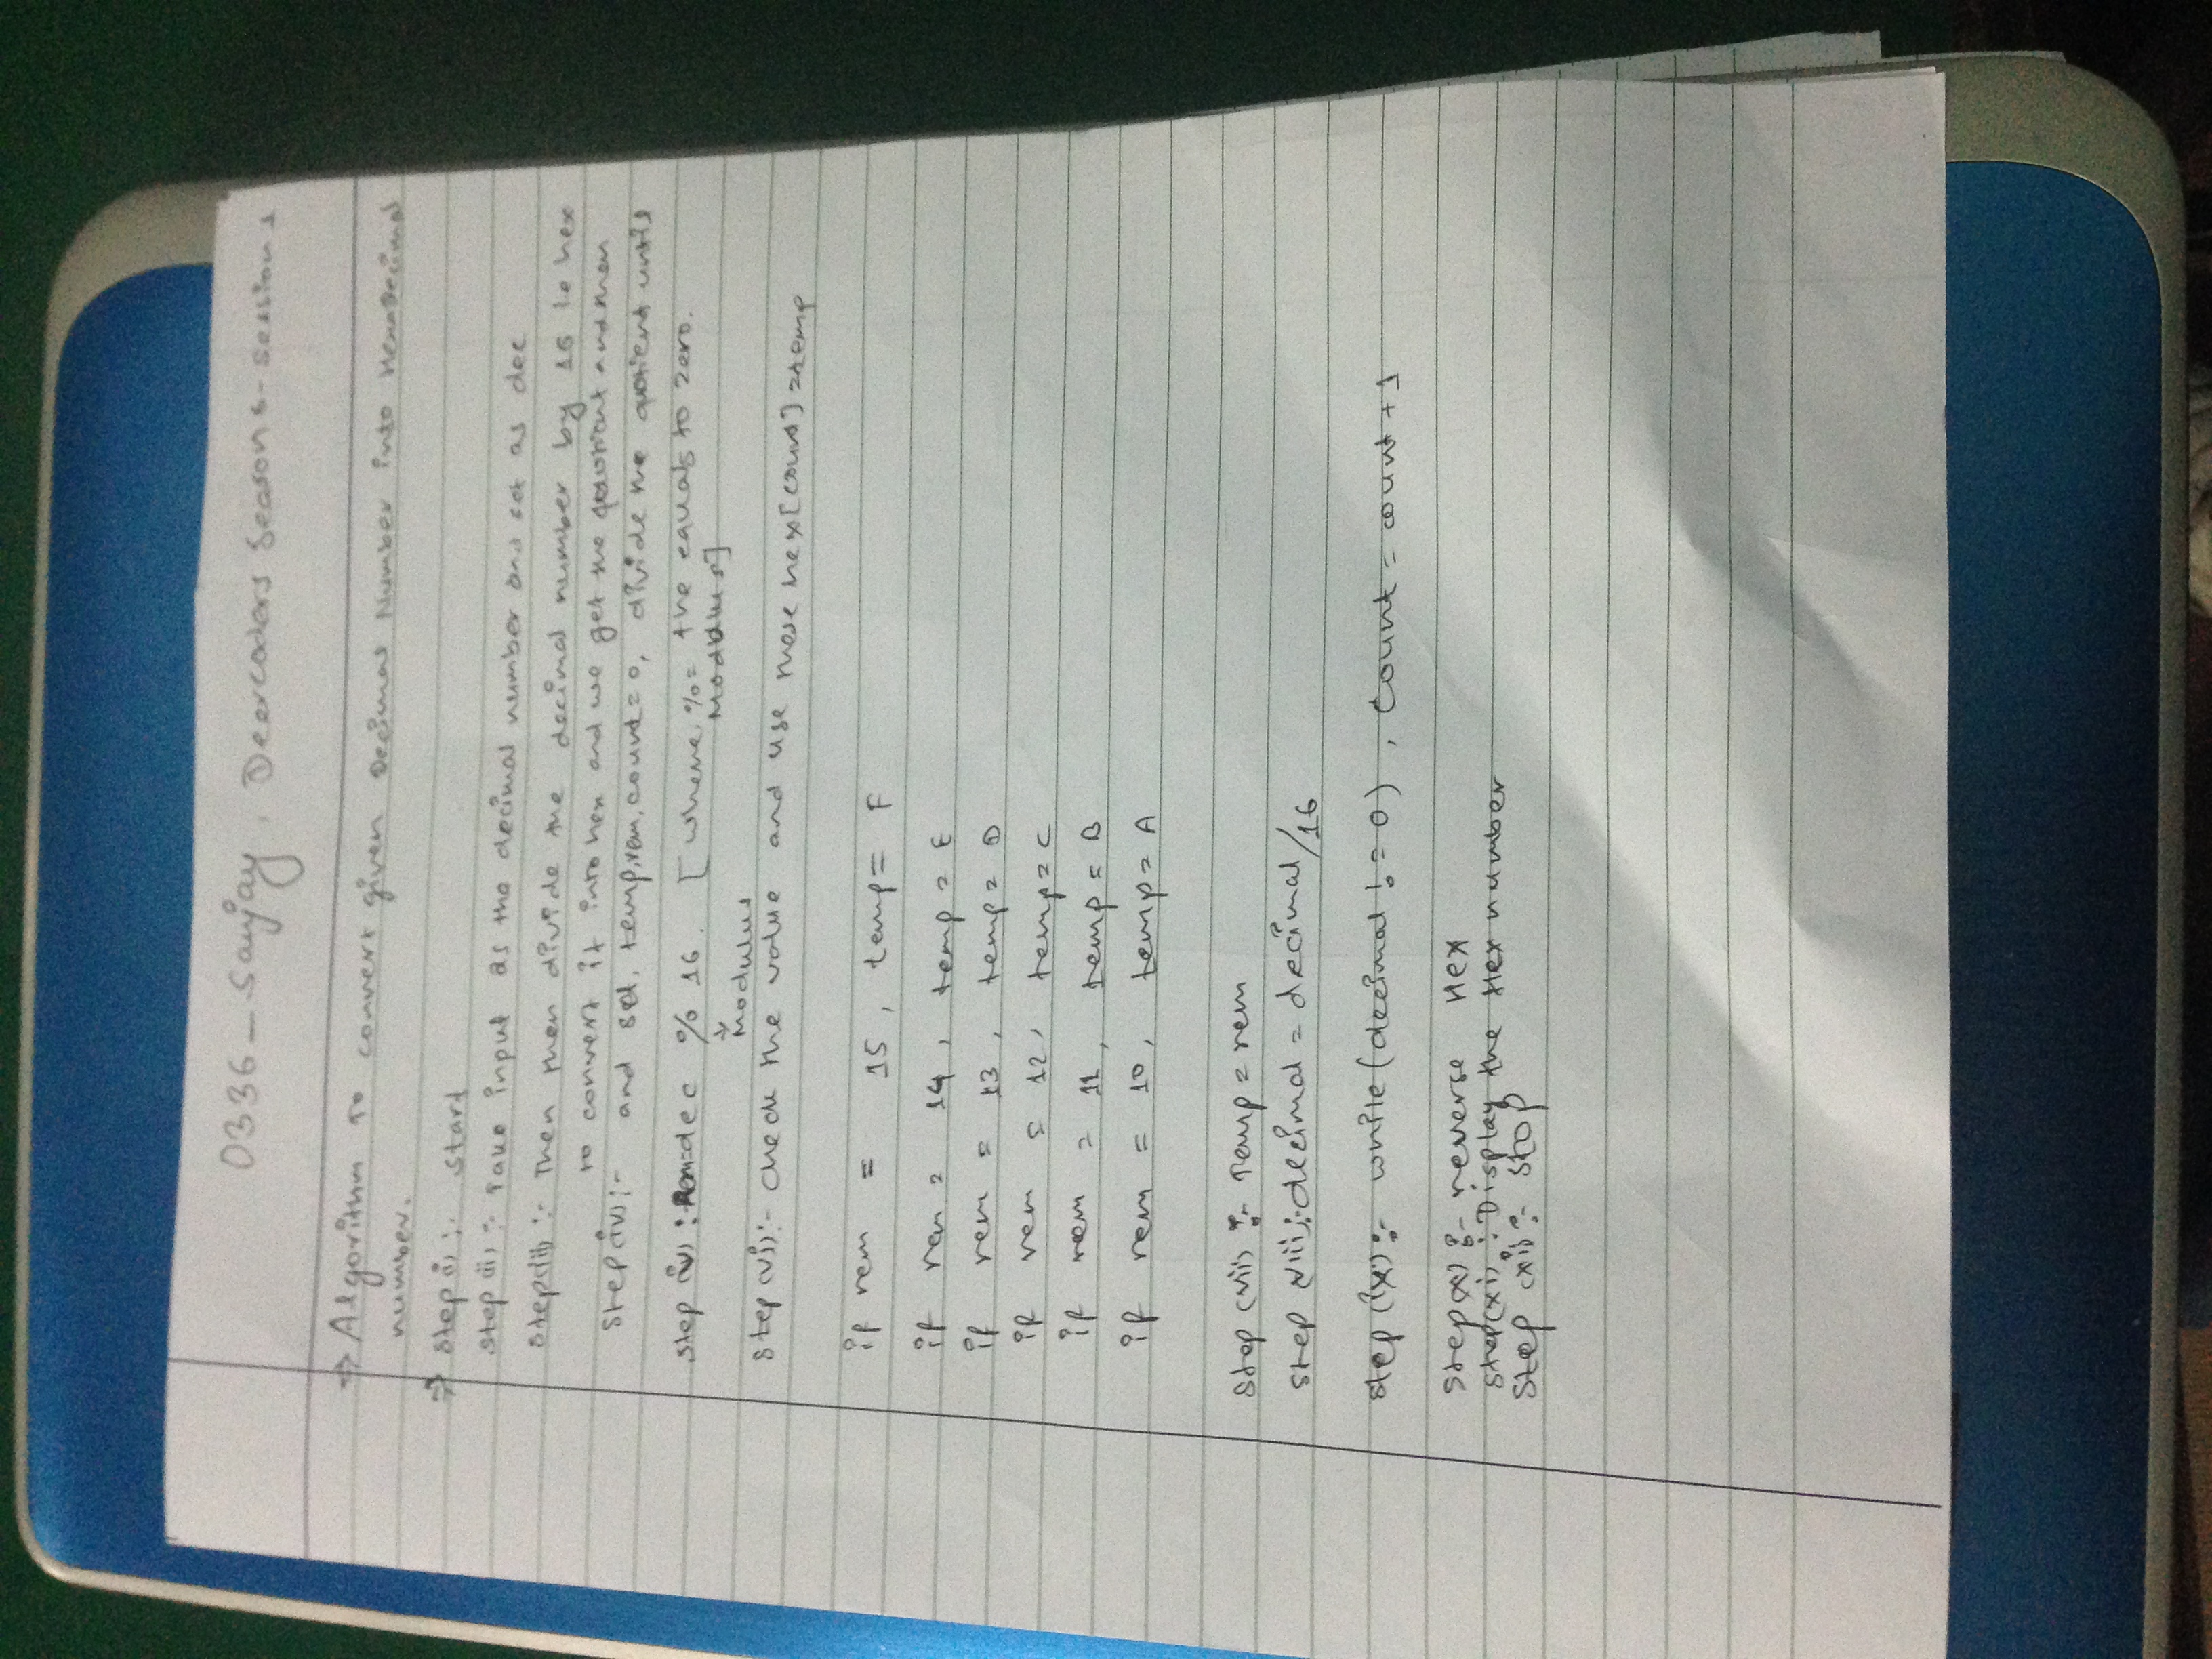 0336 - Sanjay, Deercoders Season 6 - session 1
⇒ Algorithm to convert given Decimal Number into HexaDecimal
number.
⇒ Step (i) :- start
Step (ii) :- Take input as the decimal number and set as dec
Step (iii) :- Then then divide the decimal number by 16 to hex
to convert it into hex and we get the quotient and then
Step (iv) :- and set, temp, rem, count = 0, divide the quotient until
Step (v) :- Rem=dec % 16. [where, %= the equals to zero.
Modulus Modulus]
Step (vi) :- check the value and use these hex[count]=temp
if rem = 15, temp = F
if rem = 14, temp = E
if rem = 13, temp = D
if rem = 12, temp = C
if rem = 11, temp = B
if rem = 10, temp = A
Step (vii) :- Temp = rem
Step viii) :- decimal = decimal/16
Step (ix) :- while (decimal != 0), count = count + 1
Step (x) :- reverse Hex
Step (xi) :- Display the Hex number
Step (xii) :- stop